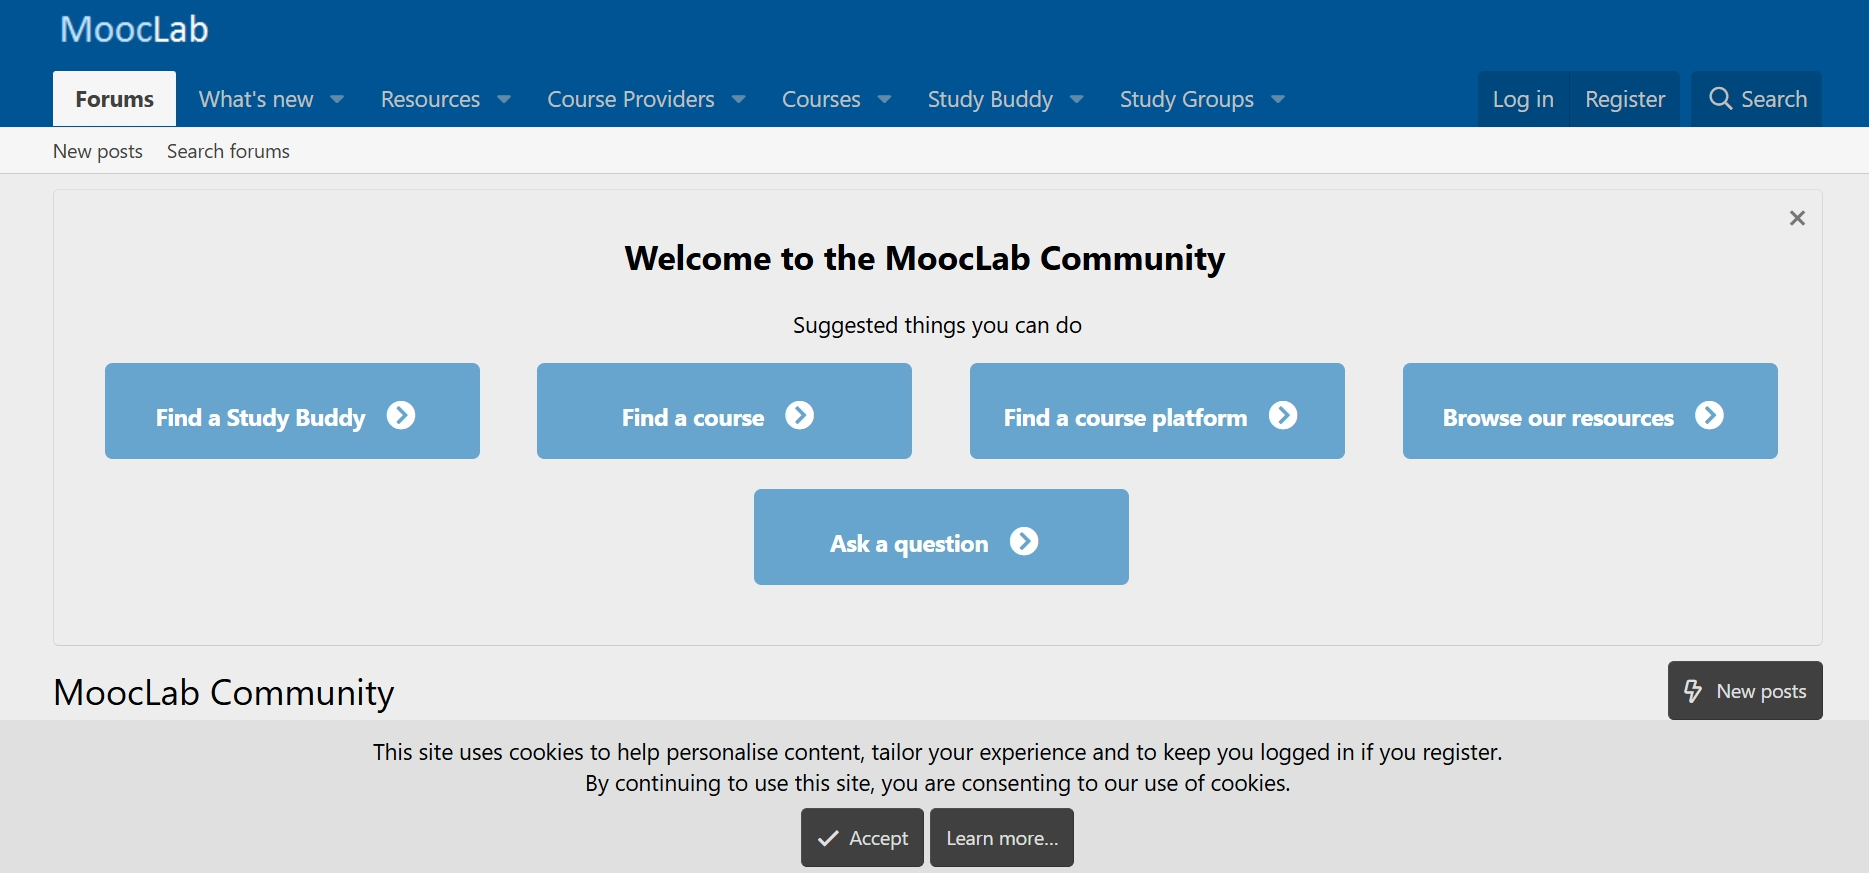 MoocLab
Forums What's new Resources Course Providers Courses Study Buddy Study Groups Log in Register Search
New posts Search forums
Welcome to the MoocLab Community
Suggested things you can do
Find a Study Buddy Find a course Find a course platform Browse our resources
Ask a question
MoocLab Community New posts
This site uses cookies to help personalise content, tailor your experience and to keep you logged in if you register.
By continuing to use this site, you are consenting to our use of cookies.
Accept Learn more...